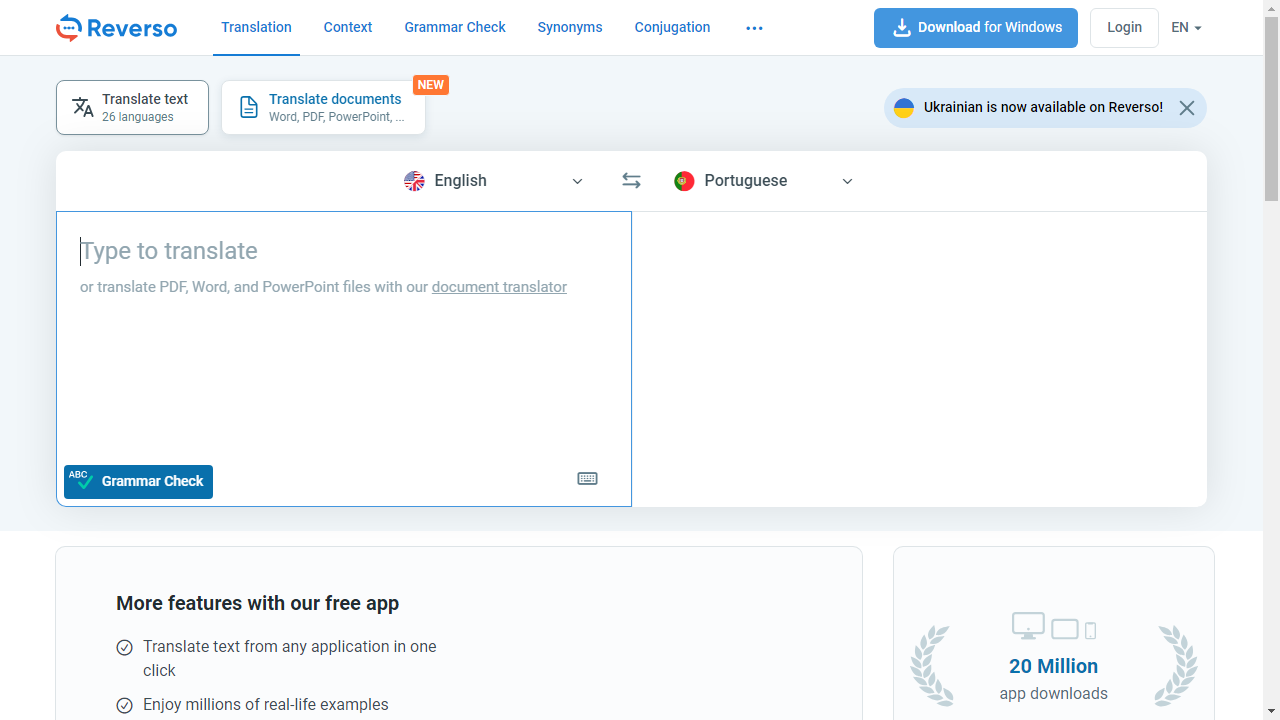 Reverso
Translation
Context
Grammar Check
Synonyms
Conjugation
Download for Windows
Login
EN
Translate text
26 languages
Translate documents
Word, PDF, PowerPoint, ...
NEW
Ukrainian is now available on Reverso!
English
Portuguese
Type to translate
or translate PDF, Word, and PowerPoint files with our document translator
ABC
Grammar Check
More features with our free app
Translate text from any application in one
click
Enjoy millions of real-life examples
20 Million
app downloads